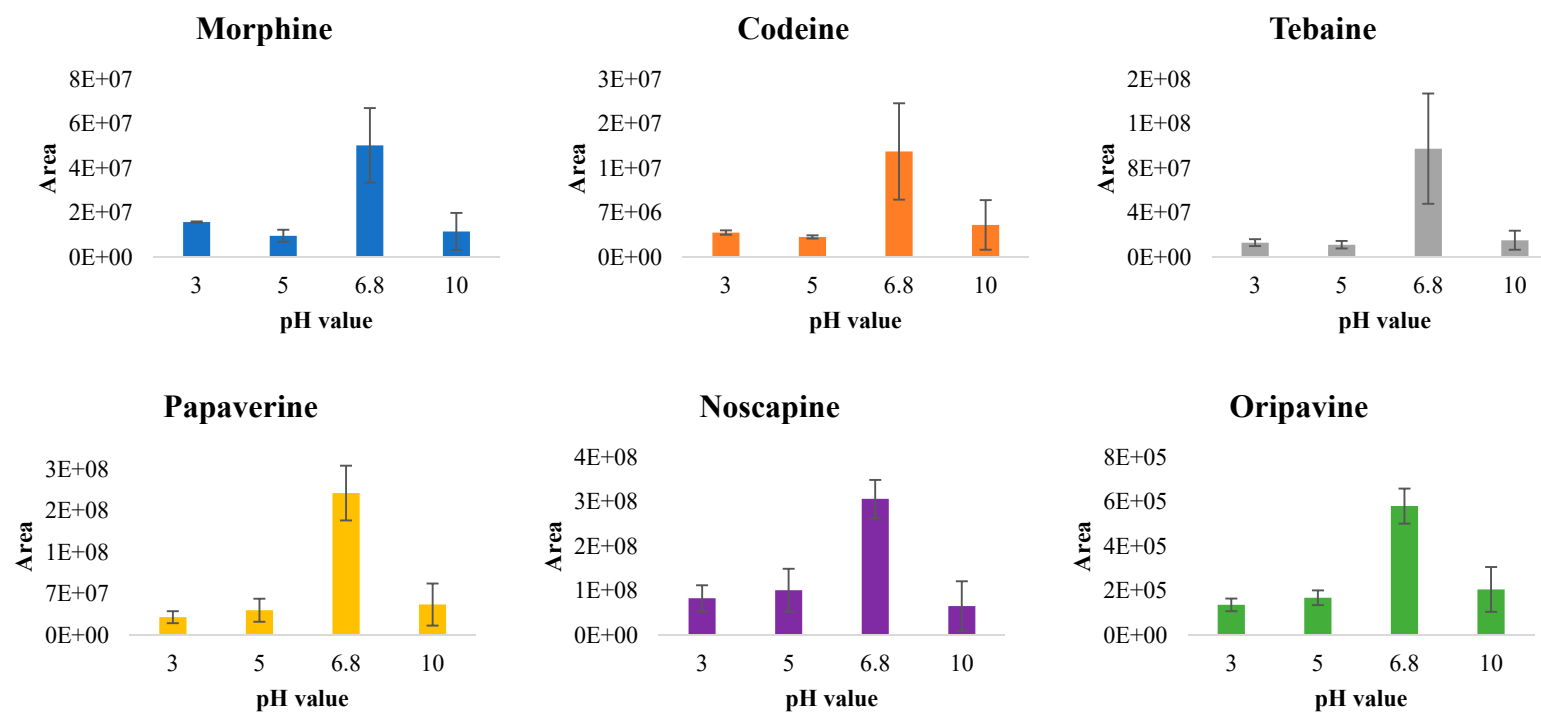 Morphine
8E+07
6E+07
4E+07
2E+07
0E+00
Area
3 5 6.8 10
pH value
Codeine
3E+07
2E+07
1E+07
7E+06
0E+00
Area
3 5 6.8 10
pH value
Tebaine
2E+08
1E+08
8E+07
4E+07
0E+00
Area
3 5 6.8 10
pH value
Papaverine
3E+08
2E+08
1E+08
7E+07
0E+00
Area
3 5 6.8 10
pH value
Noscapine
4E+08
3E+08
2E+08
1E+08
0E+00
Area
3 5 6.8 10
pH value
Oripavine
8E+05
6E+05
4E+05
2E+05
0E+00
Area
3 5 6.8 10
pH value